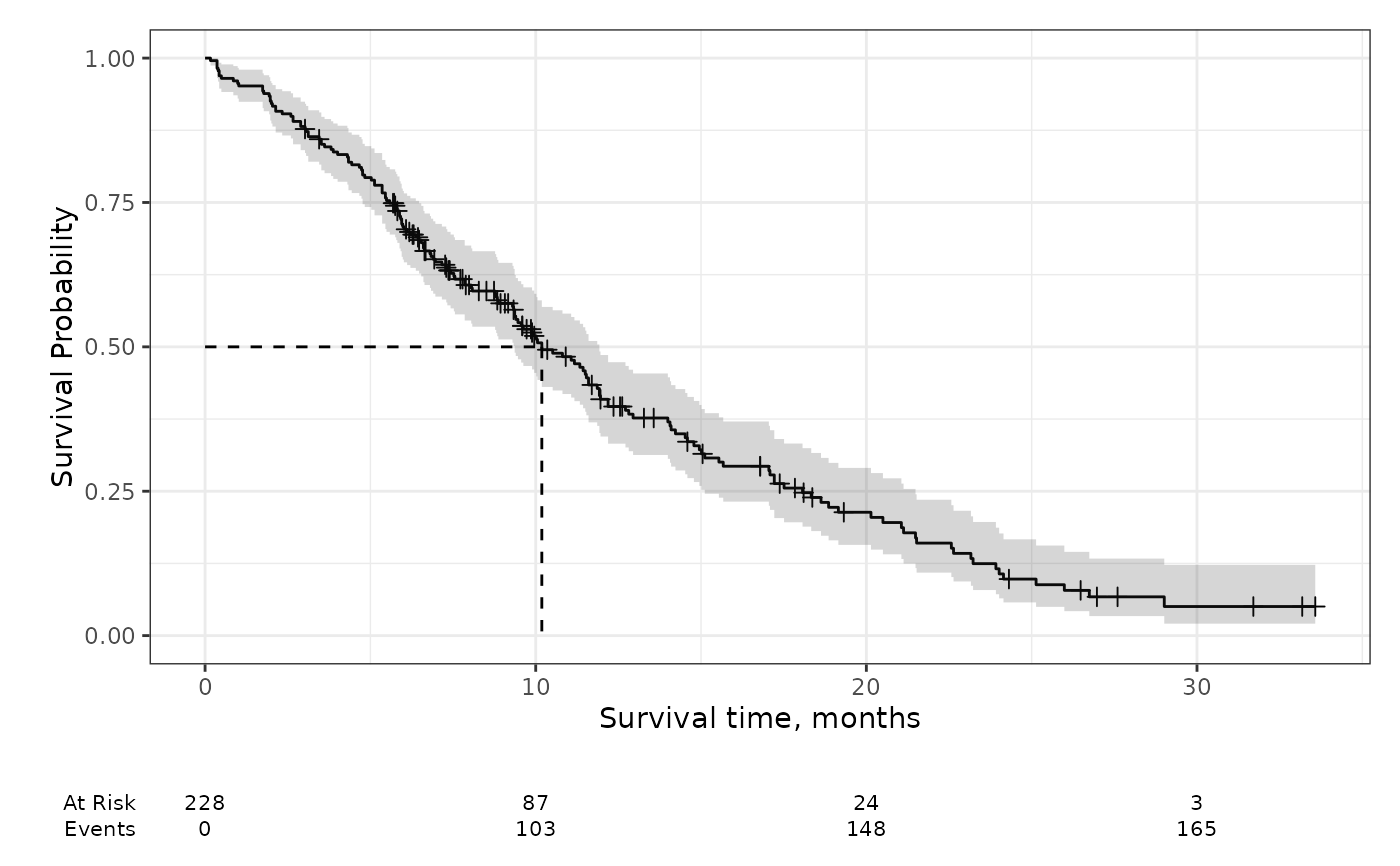 Survival Probability
1.00
0.75
0.50
0.25
0.00
0 10 20 30
Survival time, months
At Risk 228 87 24 3
Events 0 103 148 165